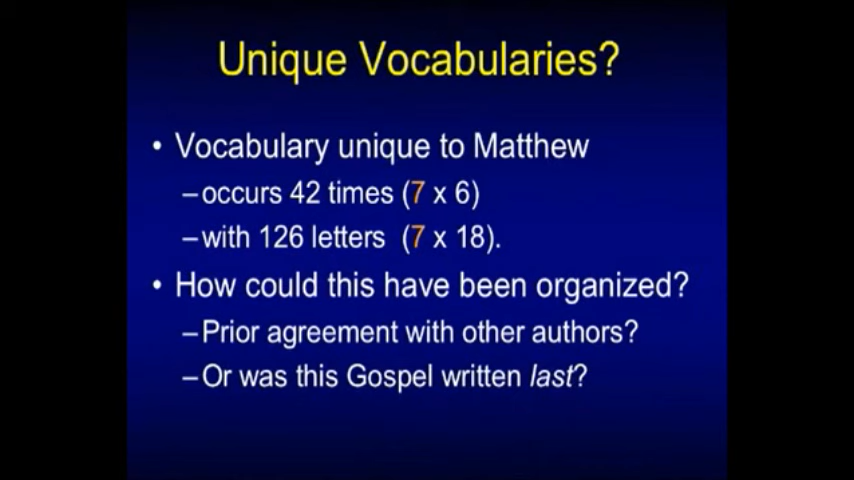 Unique Vocabularies?
• Vocabulary unique to Matthew
–occurs 42 times (7 x 6)
–with 126 letters (7 x 18).
• How could this have been organized?
–Prior agreement with other authors?
–Or was this Gospel written last?